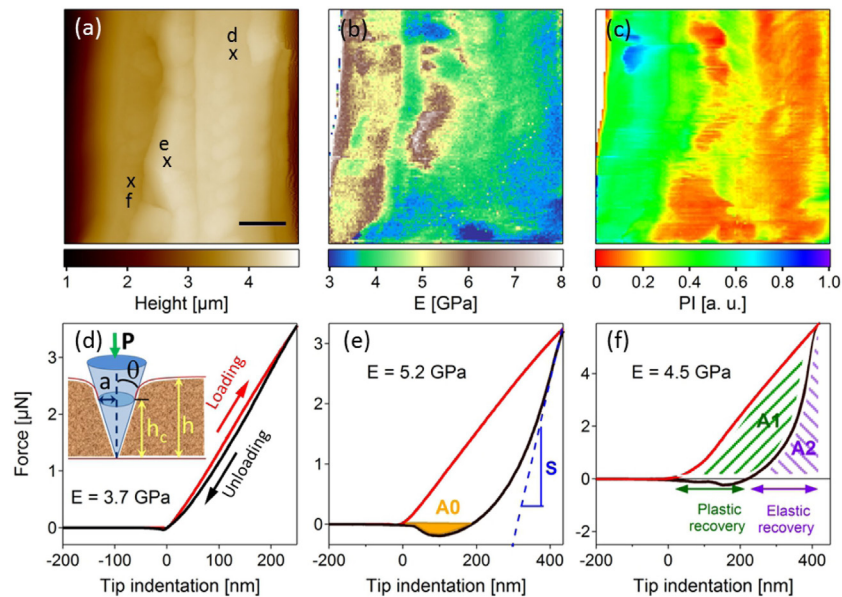 (a)
d
x
e
x
x
f
(b)
(c)
1 2 3 4
Height [µm]
3 4 5 6 7 8
E [GPa]
0 0.2 0.4 0.6 0.8 1.0
PI [a. u.]
(d)
P
θ
a
h_c
h
Loading
Unloading
E = 3.7 GPa
3
2
1
0
Force [µN]
-200 -100 0 100 200
Tip indentation [nm]
(e)
E = 5.2 GPa
A0
S
3
2
1
0
-200 0 200 400
Tip indentation [nm]
(f)
E = 4.5 GPa
A1
A2
Plastic
recovery
Elastic
recovery
4
2
0
-2
-200 0 200 400
Tip indentation [nm]